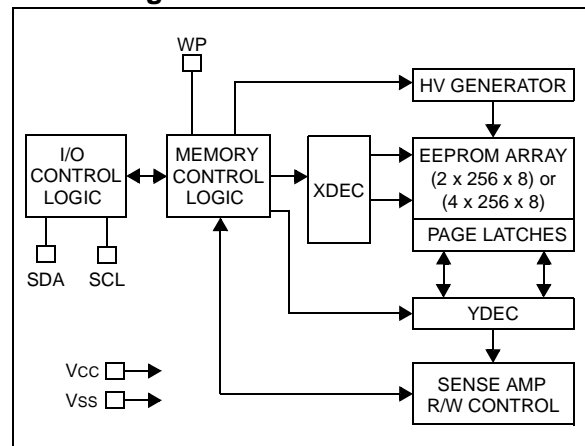 WP
HV GENERATOR
I/O
CONTROL
LOGIC
MEMORY
CONTROL
LOGIC
XDEC
EEPROM ARRAY
(2 x 256 x 8) or
(4 x 256 x 8)
PAGE LATCHES
SDA
SCL
YDEC
VCC
VSS
SENSE AMP
R/W CONTROL